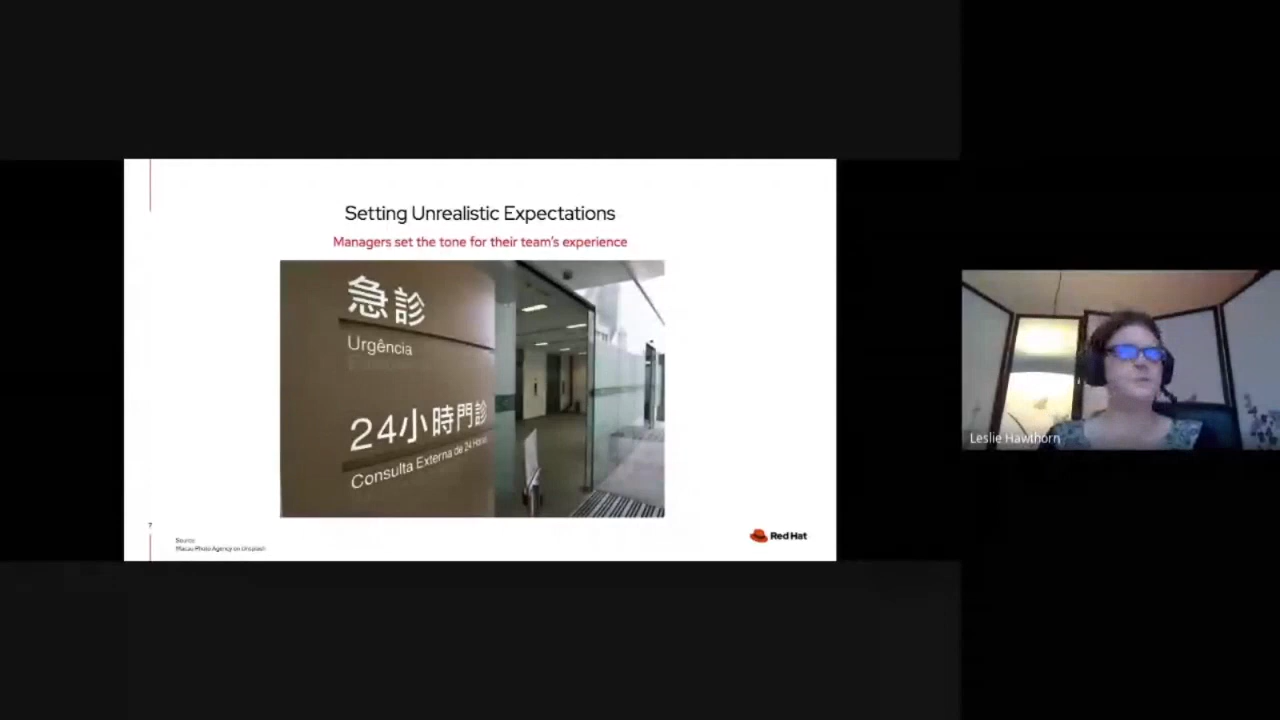 Setting Unrealistic Expectations
Managers set the tone for their team's experience
急診
Urgência
24小時門診
Consulta Externa de 24 Horas
7
Source:
Macau Photo Agency on Unsplash
Red Hat
Leslie Hawthorn